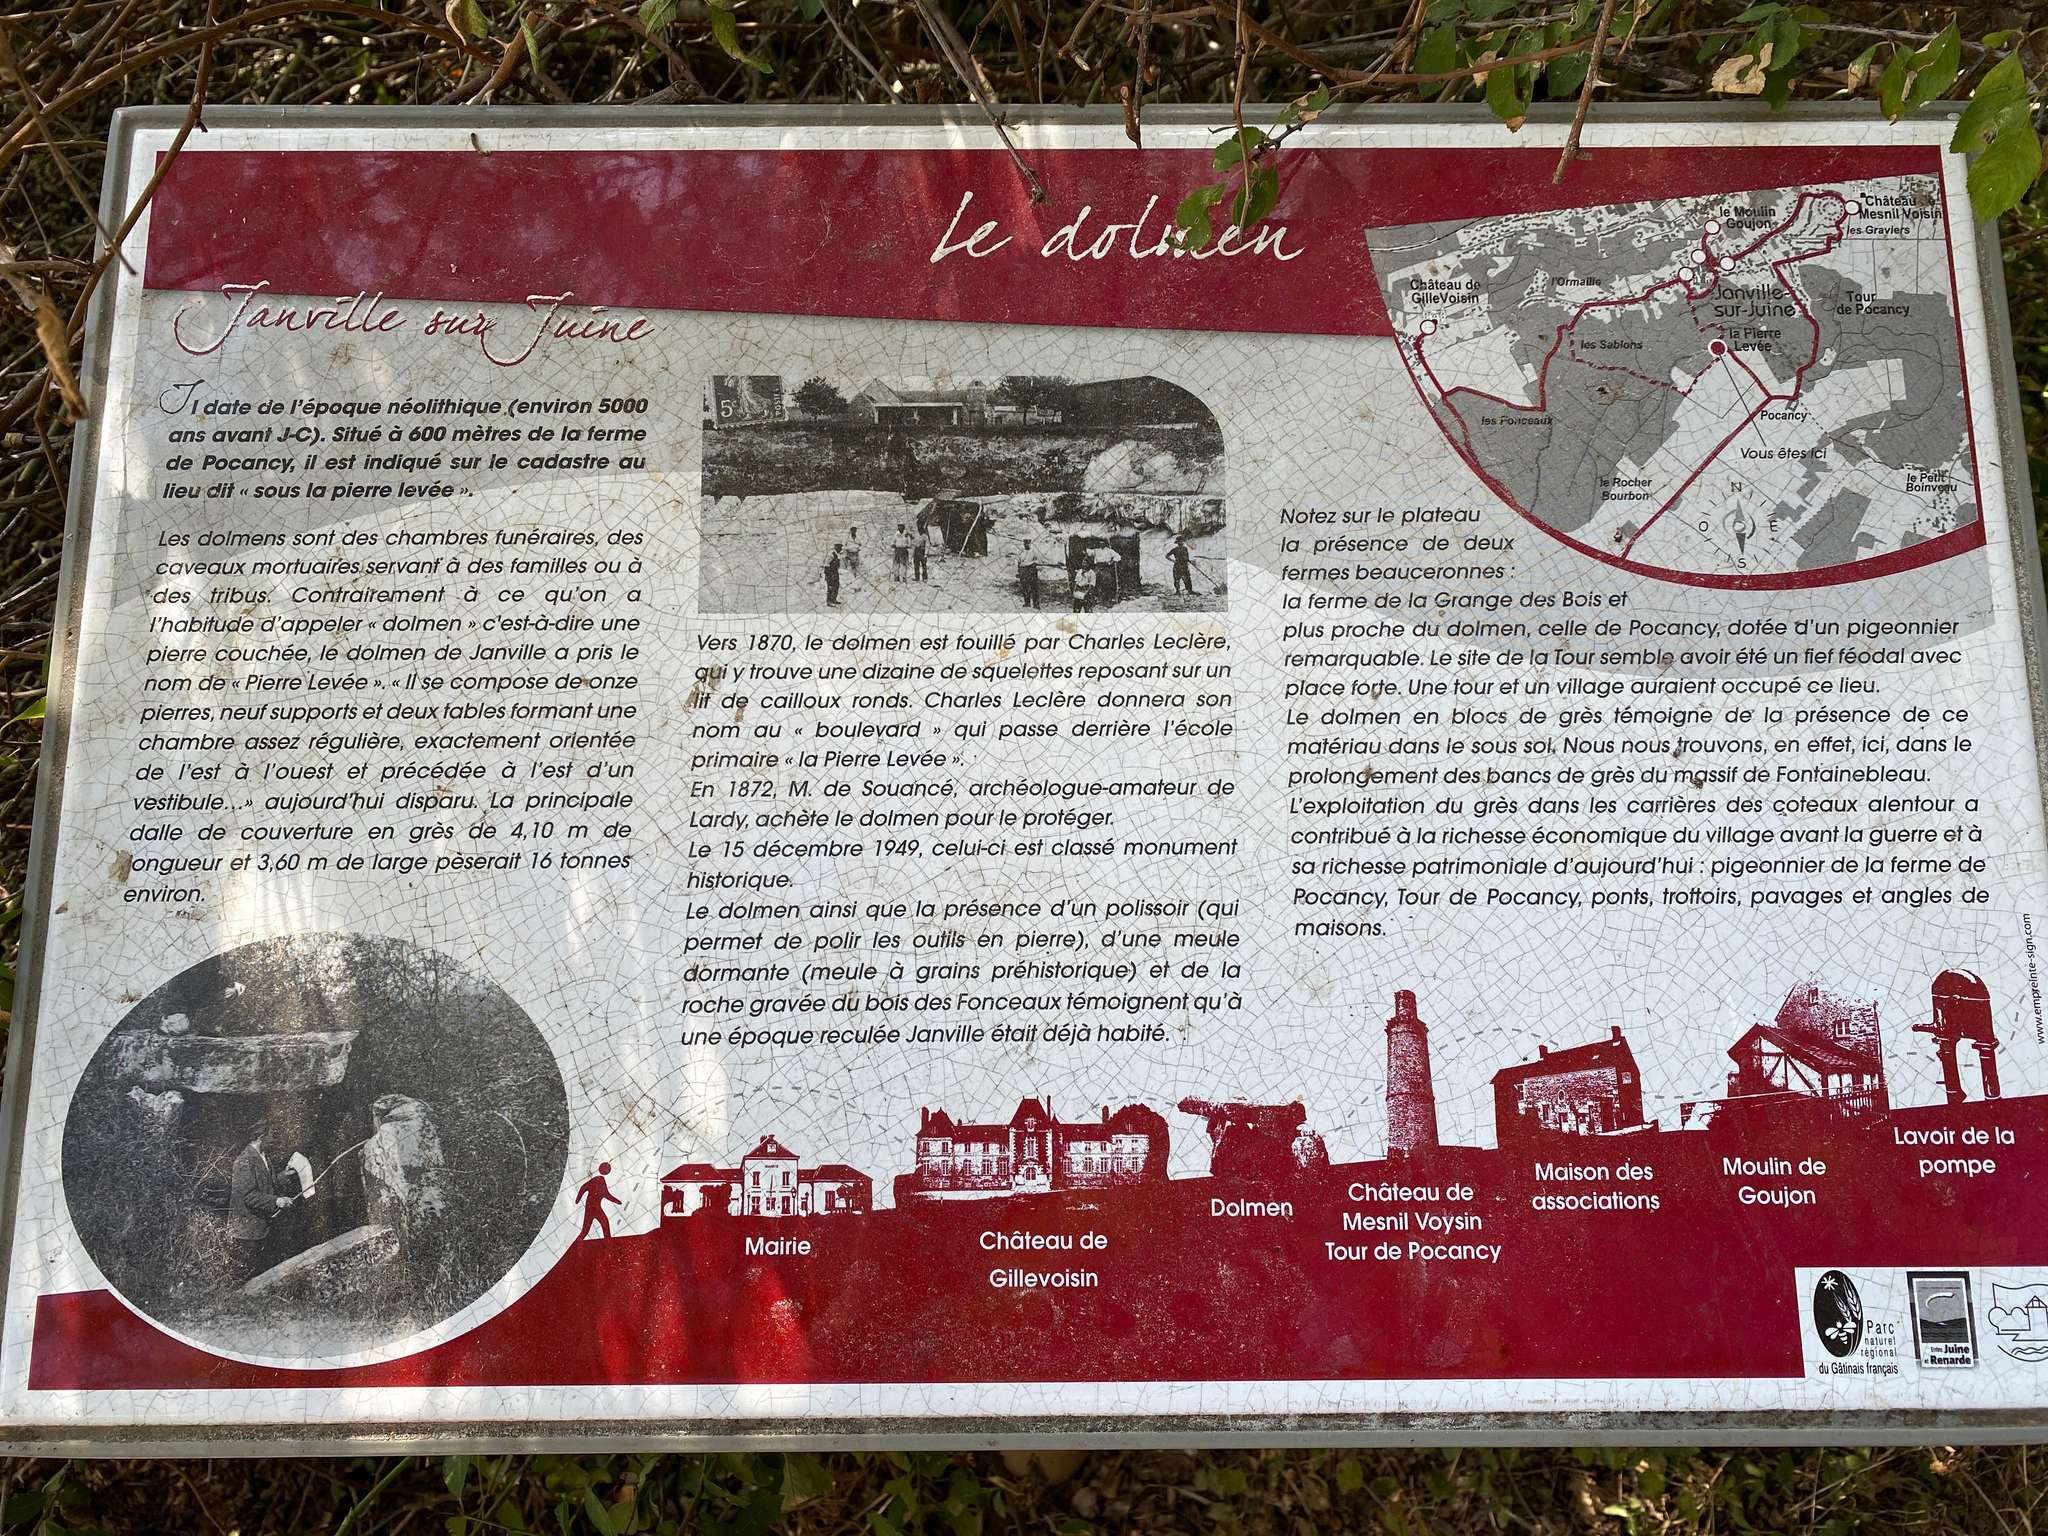 Le dolmen
Janville sur Juine
Il date de l'époque néolithique (environ 5000
ans avant J-C). Situé à 600 mètres de la ferme
de Pocancy, il est indiqué sur le cadastre au
lieu dit « sous la pierre levée ».
Les dolmens sont des chambres funéraires, des
caveaux mortuaires servant à des familles ou à
des tribus. Contrairement à ce qu'on a
l'habitude d'appeler « dolmen » c'est-à-dire une
pierre couchée, le dolmen de Janville a pris le
nom de « Pierre Levée ». « Il se compose de onze
pierres, neuf supports et deux tables formant une
chambre assez régulière, exactement orientée
de l'est à l'ouest et précédée à l'est d'un
vestibule...» aujourd'hui disparu. La principale
dalle de couverture en grès de 4,10 m de
longueur et 3,60 m de large pèserait 16 tonnes
environ.
5c
POSTES
Vers 1870, le dolmen est fouillé par Charles Leclère,
qui y trouve une dizaine de squelettes reposant sur un
lit de cailloux ronds. Charles Leclère donnera son
nom au « boulevard » qui passe derrière l'école
primaire « la Pierre Levée ».
En 1872, M. de Souancé, archéologue-amateur de
Lardy, achète le dolmen pour le protéger.
Le 15 décembre 1949, celui-ci est classé monument
historique.
Le dolmen ainsi que la présence d'un polissoir (qui
permet de polir les outils en pierre), d'une meule
dormante (meule à grains préhistorique) et de la
roche gravée du bois des Fonceaux témoignent qu'à
une époque reculée Janville était déjà habité.
Château de
GilleVoisin
l'Ormaille
le Moulin
Goujon
Château le
Mesnil Voisin
les Graviers
Janville-
sur-Juine
Tour
de Pocancy
la Pierre
Levée
les Sablons
les Fonceaux
Pocancy
Vous êtes ici
le Rocher
Bourbon
le Petit
Boinveau
N
O
E
S
Notez sur le plateau
la présence de deux
fermes beauceronnes :
la ferme de la Grange des Bois et
plus proche du dolmen, celle de Pocancy, dotée d'un pigeonnier
remarquable. Le site de la Tour semble avoir été un fief féodal avec
place forte. Une tour et un village auraient occupé ce lieu.
Le dolmen en blocs de grès témoigne de la présence de ce
matériau dans le sous sol. Nous nous trouvons, en effet, ici, dans le
prolongement des bancs de grès du massif de Fontainebleau.
L'exploitation du grès dans les carrières des coteaux alentour a
contribué à la richesse économique du village avant la guerre et à
sa richesse patrimoniale d'aujourd'hui : pigeonnier de la ferme de
Pocancy, Tour de Pocancy, ponts, trottoirs, pavages et angles de
maisons.
www.empreinte-sign.com
MAIRIE
Mairie
Château de
Gillevoisin
Dolmen
Château de
Mesnil Voysin
Tour de Pocancy
Maison des
associations
Moulin de
Goujon
Lavoir de la
pompe
Parc
naturel
régional
du Gâtinais français
Entre Juine
et Renarde